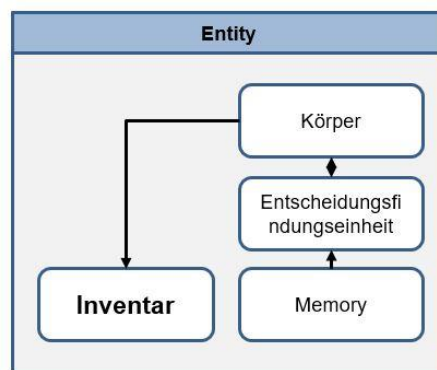 Entity
Körper
Entscheidungsfi
ndungseinheit
Inventar
Memory